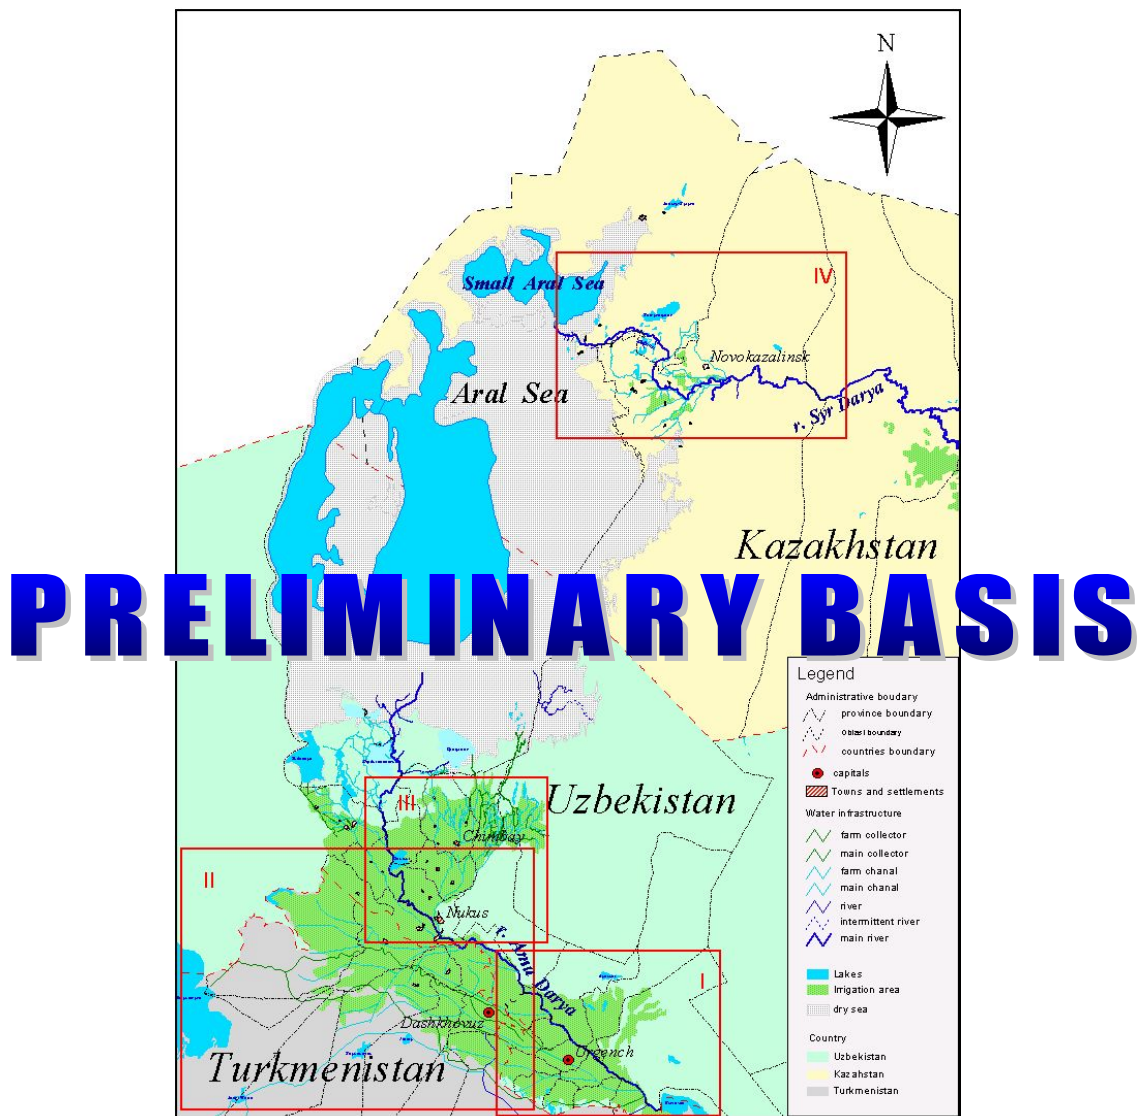 N
IV
Small Aral Sea
Novokazalinsk
Aral Sea
r. Syr Darya
Kazakhstan
PRELIMINARY BASIS
Uzbekistan
III
Chimbay
II
Nukus
r. Amu Darya
I
Dashkhovuz
Urgench
Turkmenistan
Legend
Administrative boudary
province boundary
Oblast boundary
countries boundary
capitals
Towns and settlements
Water infrastructure
farm collector
main collector
farm chanal
main chanal
river
intermittent river
main river
Lakes
Irrigation area
dry sea
Country
Uzbekistan
Kazahstan
Turkmenistan